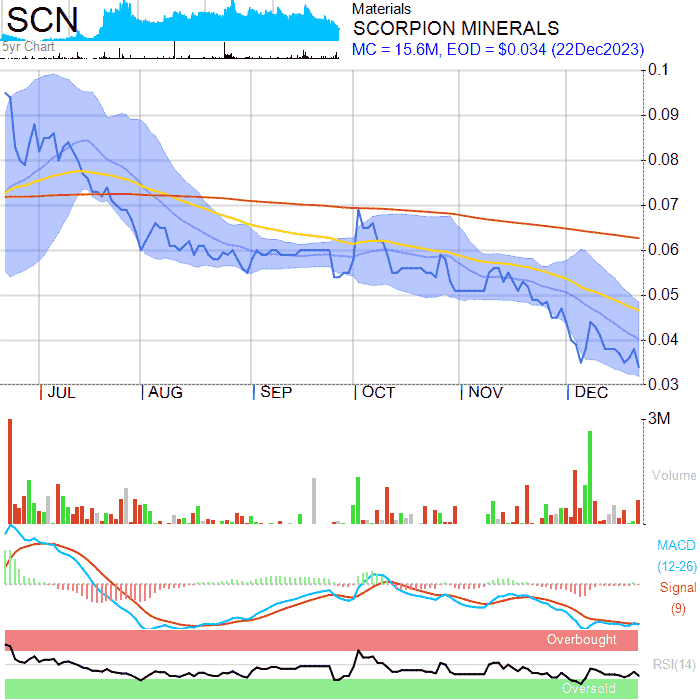 SCN
5yr Chart
Materials
SCORPION MINERALS
MC = 15.6M, EOD = $0.034 (22Dec2023)
0.1
0.09
0.08
0.07
0.06
0.05
0.04
0.03
JUL AUG SEP OCT NOV DEC
3M
Volume
MACD
(12-26)
Signal
(9)
Overbought
RSI(14)
Oversold